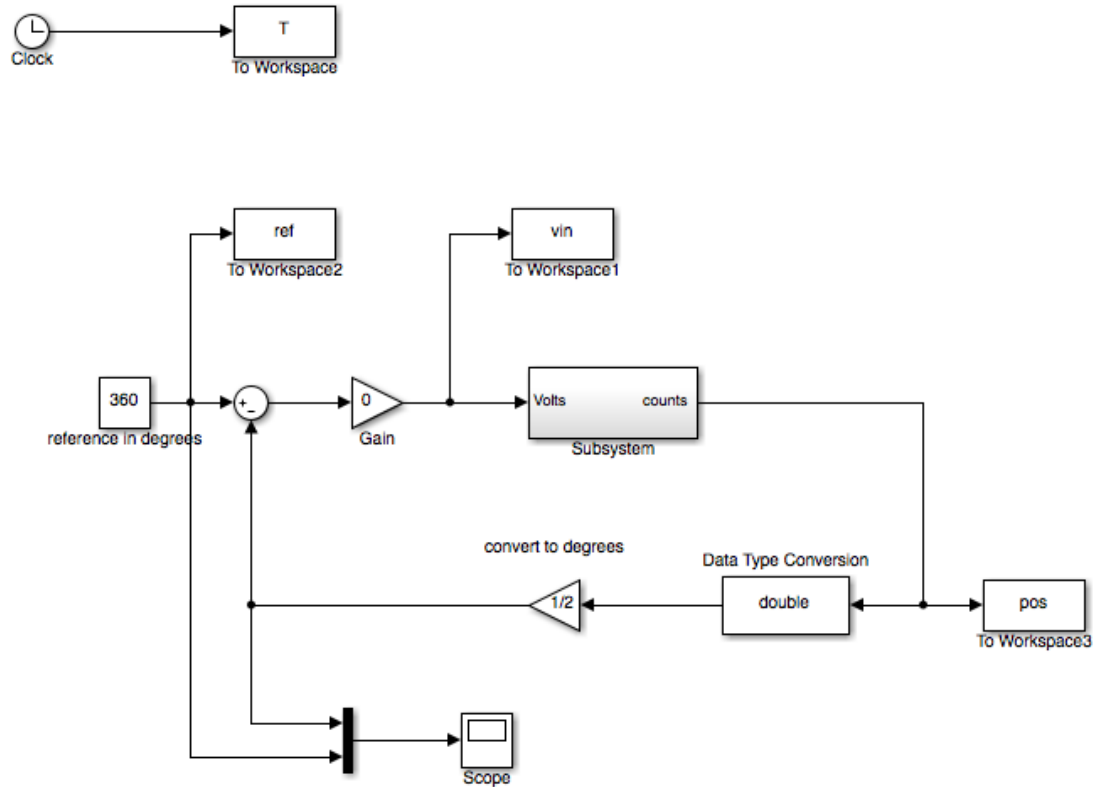 T
Clock
To Workspace
ref
vin
To Workspace2
To Workspace1
360
+
-
0
Volts
counts
reference in degrees
Gain
Subsystem
convert to degrees
Data Type Conversion
1/2
double
pos
To Workspace3
Scope